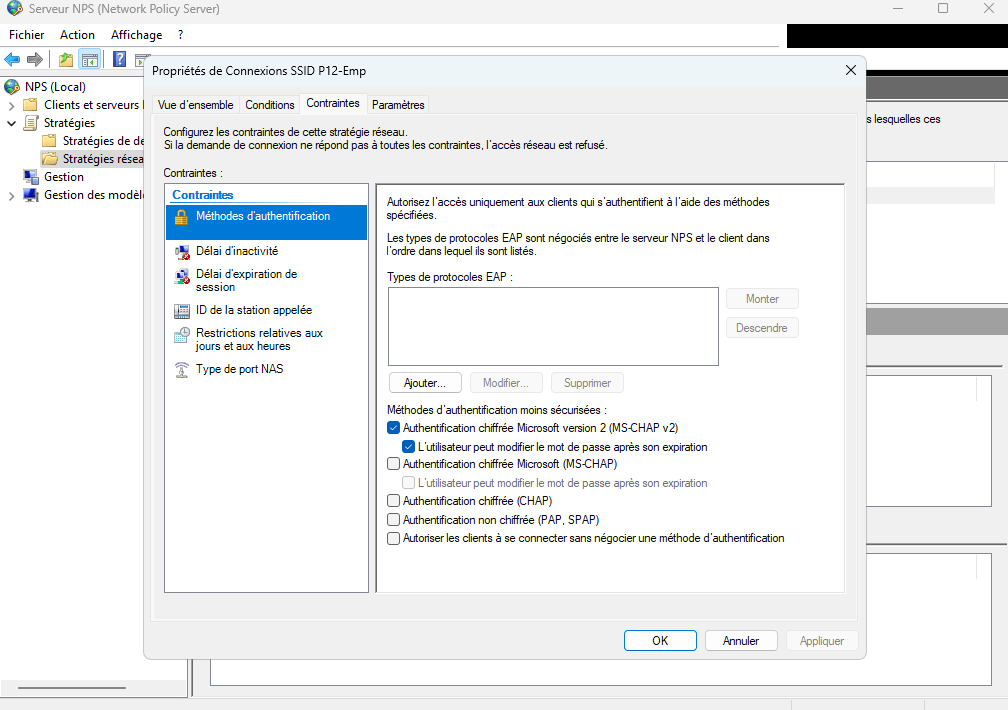 Serveur NPS (Network Policy Server)
Fichier Action Affichage ?
NPS (Local)
Clients et serveurs
Stratégies
Stratégies de de
Stratégies résea
Gestion
Gestion des modèl
Propriétés de Connexions SSID P12-Emp
Vue d'ensemble Conditions Contraintes Paramètres
Configurez les contraintes de cette stratégie réseau.
Si la demande de connexion ne répond pas à toutes les contraintes, l'accès réseau est refusé.
Contraintes :
Contraintes
Méthodes d'authentification
Délai d'inactivité
Délai d'expiration de
session
ID de la station appelée
Restrictions relatives aux
jours et aux heures
Type de port NAS
Autorisez l'accès uniquement aux clients qui s'authentifient à l'aide des méthodes
spécifiées.
Les types de protocoles EAP sont négociés entre le serveur NPS et le client dans
l'ordre dans lequel ils sont listés.
Types de protocoles EAP :
Monter
Descendre
Ajouter... Modifier... Supprimer
Méthodes d'authentification moins sécurisées :
Authentification chiffrée Microsoft version 2 (MS-CHAP v2)
L'utilisateur peut modifier le mot de passe après son expiration
Authentification chiffrée Microsoft (MS-CHAP)
L'utilisateur peut modifier le mot de passe après son expiration
Authentification chiffrée (CHAP)
Authentification non chiffrée (PAP, SPAP)
Autoriser les clients à se connecter sans négocier une méthode d'authentification
OK Annuler Appliquer
s lesquelles ces